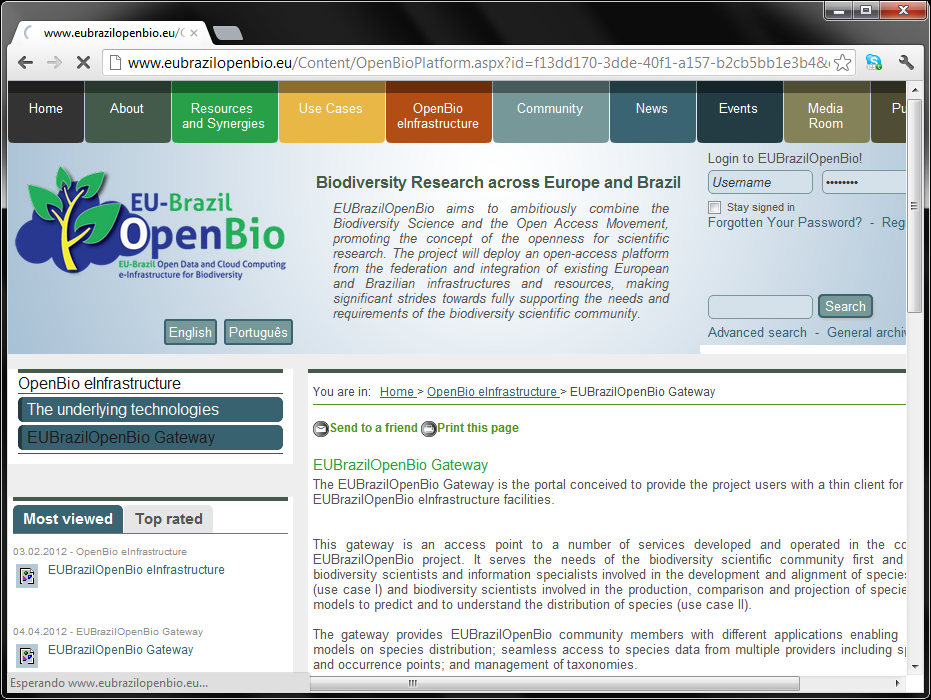 www.eubrazilopenbio.eu/
www.eubrazilopenbio.eu/Content/OpenBioPlatform.aspx?id=f13dd170-3dde-40f1-a157-b2cb5bb1e3b4&
Home
About
Resources
and Synergies
Use Cases
OpenBio
eInfrastructure
Community
News
Events
Media
Room
Pu
EU-Brazil
OpenBio
EU-Brazil Open Data and Cloud Computing
e-Infrastructure for Biodiversity
English
Português
Biodiversity Research across Europe and Brazil
EUBrazilOpenBio aims to ambitiously combine the
Biodiversity Science and the Open Access Movement,
promoting the concept of the openness for scientific
research. The project will deploy an open-access platform
from the federation and integration of existing European
and Brazilian infrastructures and resources, making
significant strides towards fully supporting the needs and
requirements of the biodiversity scientific community.
Login to EUBrazilOpenBio!
Username
••••••••
Stay signed in
Forgotten Your Password? - Reg
Search
Advanced search - General archiv
OpenBio eInfrastructure
The underlying technologies
EUBrazilOpenBio Gateway
Most viewed
Top rated
03.02.2012 - OpenBio eInfrastructure
EUBrazilOpenBio eInfrastructure
04.04.2012 - EUBrazilOpenBio Gateway
EUBrazilOpenBio Gateway
You are in: Home > OpenBio eInfrastructure > EUBrazilOpenBio Gateway
Send to a friend Print this page
EUBrazilOpenBio Gateway
The EUBrazilOpenBio Gateway is the portal conceived to provide the project users with a thin client for
EUBrazilOpenBio eInfrastructure facilities.
This gateway is an access point to a number of services developed and operated in the co
EUBrazilOpenBio project. It serves the needs of the biodiversity scientific community first and
biodiversity scientists and information specialists involved in the development and alignment of specie
(use case I) and biodiversity scientists involved in the production, comparison and projection of specie
models to predict and to understand the distribution of species (use case II).
The gateway provides EUBrazilOpenBio community members with different applications enabling
models on species distribution; seamless access to species data from multiple providers including sp
and occurrence points; and management of taxonomies.
Esperando www.eubrazilopenbio.eu...